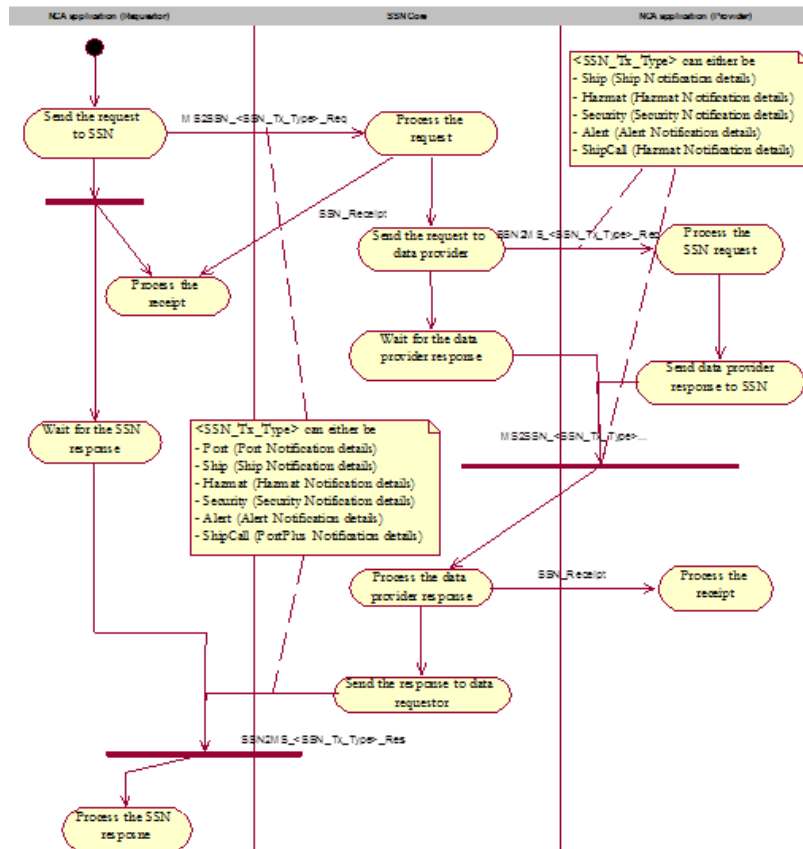 NCA application (Requestor)
SSN Core
NCA application (Provider)
<SSN_Tx_Type> can either be
- Ship (Ship Notification details)
- Hazmat (Hazmat Notification details)
- Security (Security Notification details)
- Alert (Alert Notification details)
- ShipCall (Hazmat Notification details)
Send the request
to SSN
MS2SSN_<SSN_Tx_Type>_Req
Process the
request
SSN_Receipt
Send the request to
data provider
SSN2MS_<SSN_Tx_Type>_Req
Process the
SSN request
Process the
receipt
Wait for the data
provider response
Send data provider
response to SSN
Wait for the SSN
response
<SSN_Tx_Type> can either be
- Port (Port Notification details)
- Ship (Ship Notification details)
- Hazmat (Hazmat Notification details)
- Security (Security Notification details)
- Alert (Alert Notification details)
- ShipCall (PortPlus Notification details)
MS2SSN_<SSN_Tx_Type>...
Process the data
provider response
SSN_Receipt
Process the
receipt
Send the response to data
requestor
SSN2MS_<SSN_Tx_Type>_Res
Process the SSN
resposne